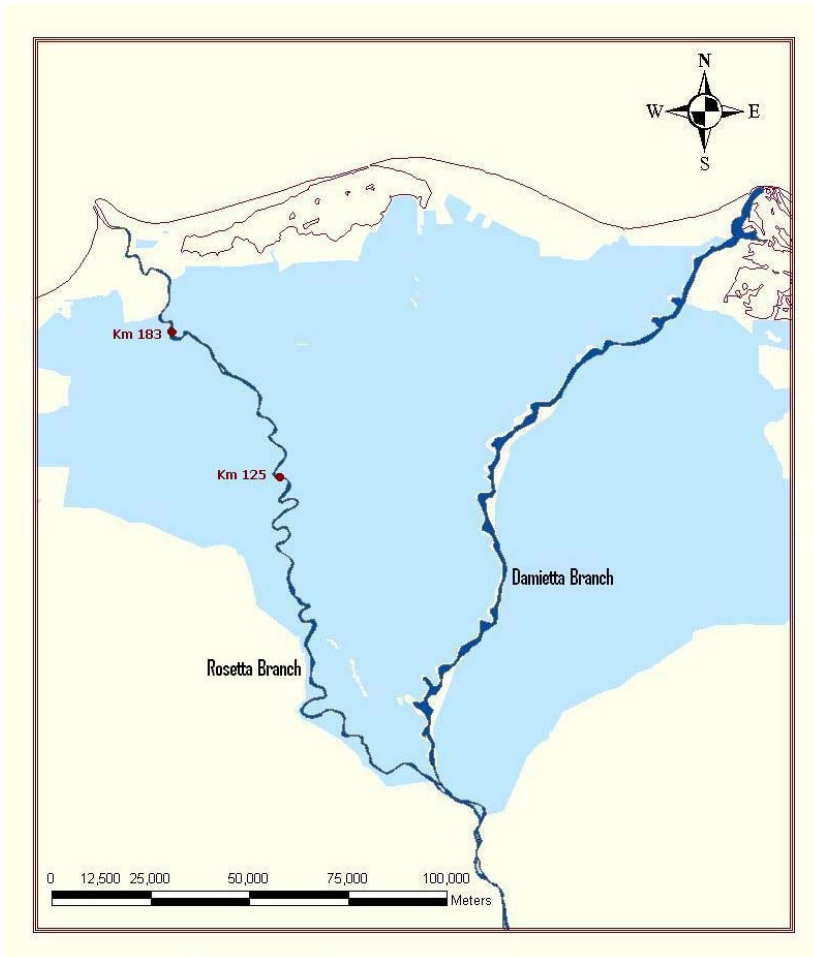 N
W E
S
Km 183
Km 125
Damietta Branch
Rosetta Branch
0 12,500 25,000 50,000 75,000 100,000
Meters